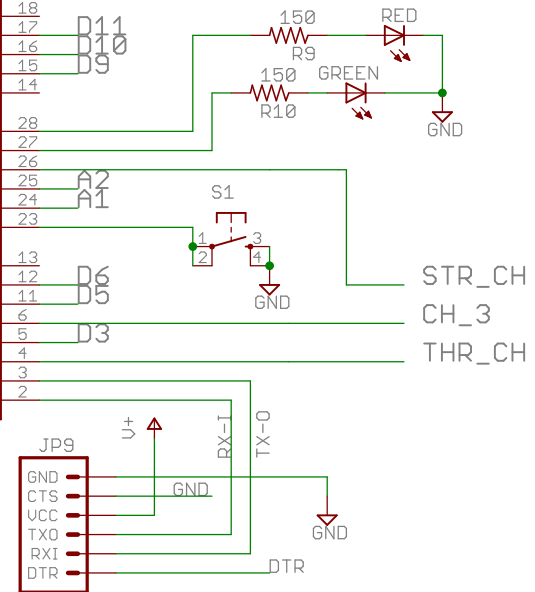 18
17 D11
16 D10
15 D9
14
28
27
26
25 A2
24 A1
23
13
12 D6
11 D5
6
5 D3
4
3
2
150
RED
R9
150
GREEN
R10
GND
S1
1 3
2 4
GND
STR_CH
CH_3
THR_CH
V+
RX-I
TX-O
JP9
GND
CTS GND
VCC
TXO
RXI
DTR DTR
GND